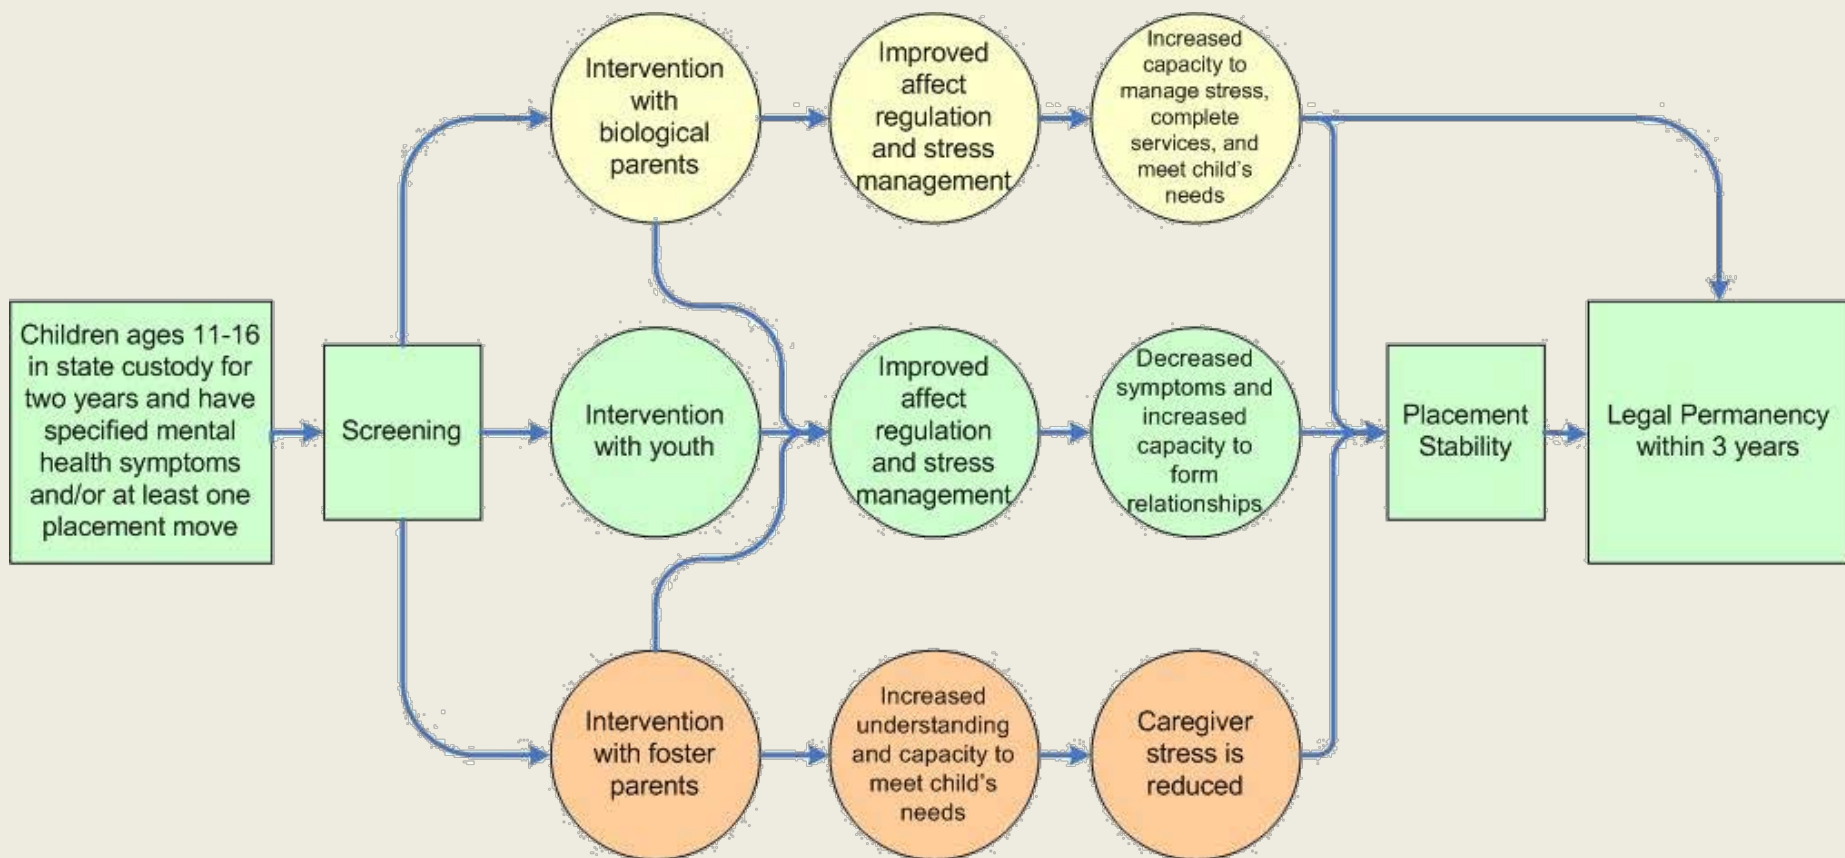 Children ages 11-16
in state custody for
two years and have
specified mental
health symptoms
and/or at least one
placement move
Screening
Intervention
with
biological
parents
Improved
affect
regulation
and stress
management
Increased
capacity to
manage stress,
complete
services, and
meet child's
needs
Intervention
with youth
Improved
affect
regulation
and stress
management
Decreased
symptoms and
increased
capacity to
form
relationships
Intervention
with foster
parents
Increased
understanding
and capacity to
meet child's
needs
Caregiver
stress is
reduced
Placement
Stability
Legal Permanency
within 3 years